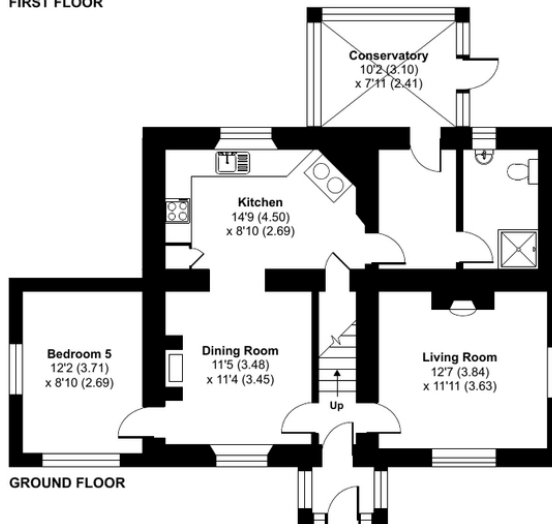 FIRST FLOOR
Conservatory
10'2 (3.10)
x 7'11 (2.41)
Kitchen
14'9 (4.50)
x 8'10 (2.69)
Bedroom 5
12'2 (3.71)
x 8'10 (2.69)
Dining Room
11'5 (3.48)
x 11'4 (3.45)
Up
Living Room
12'7 (3.84)
x 11'11 (3.63)
GROUND FLOOR